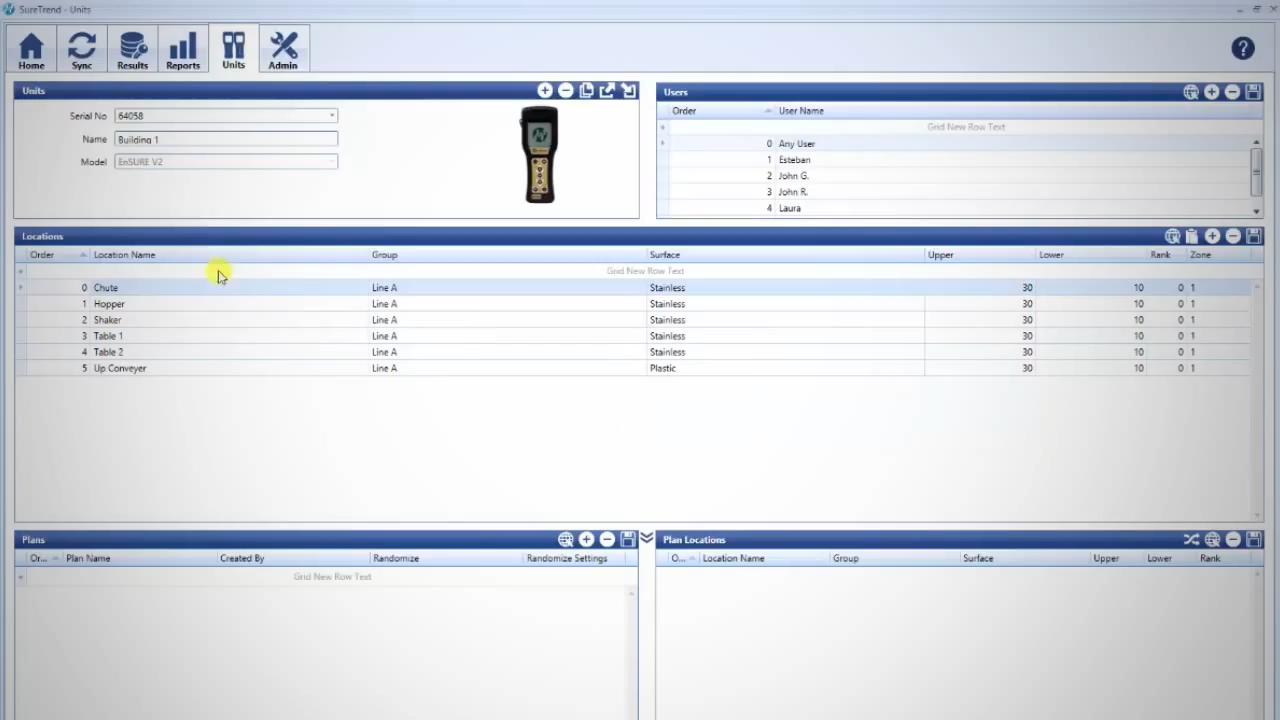 SureTrend - Units
Home Sync Results Reports Units Admin
Units
Serial No 64058
Name Building 1
Model EnSURE V2
Users
Order User Name
Grid New Row Text
0 Any User
1 Esteban
2 John G.
3 John R.
4 Laura
Locations
Order Location Name Group Surface Upper Lower Rank Zone
Grid New Row Text
0 Chute Line A Stainless 30 10 0 1
1 Hopper Line A Stainless 30 10 0 1
2 Shaker Line A Stainless 30 10 0 1
3 Table 1 Line A Stainless 30 10 0 1
4 Table 2 Line A Stainless 30 10 0 1
5 Up Conveyer Line A Plastic 30 10 0 1
Plans
Or... Plan Name Created By Randomize Randomize Settings
Grid New Row Text
Plan Locations
O... Location Name Group Surface Upper Lower Rank